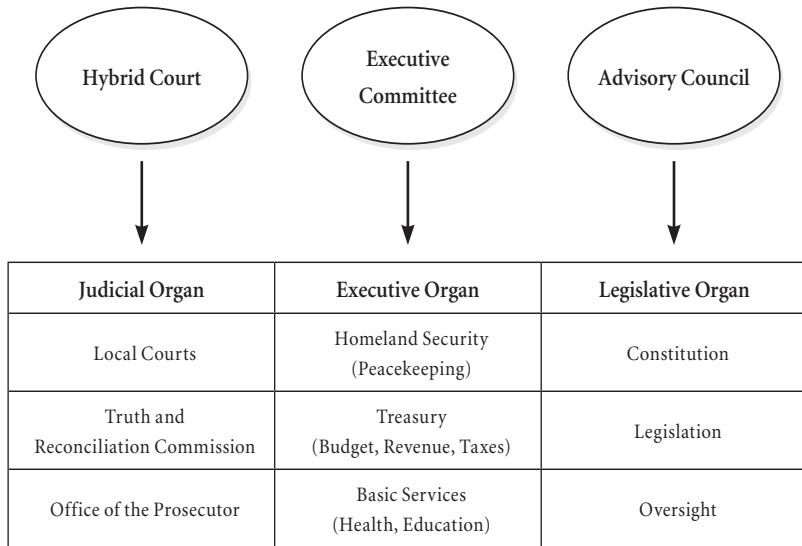 Hybrid Court
Executive
Committee
Advisory Council
Judicial Organ
Executive Organ
Legislative Organ
Local Courts
Homeland Security
(Peacekeeping)
Constitution
Truth and
Reconciliation Commission
Treasury
(Budget, Revenue, Taxes)
Legislation
Office of the Prosecutor
Basic Services
(Health, Education)
Oversight